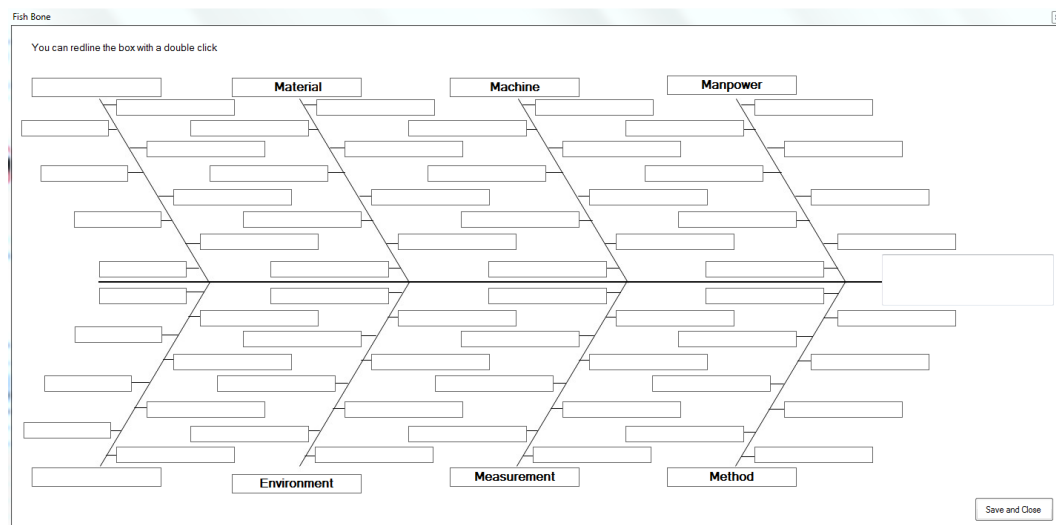 Fish Bone
You can redline the box with a double click
Material
Machine
Manpower
Environment
Measurement
Method
Save and Close